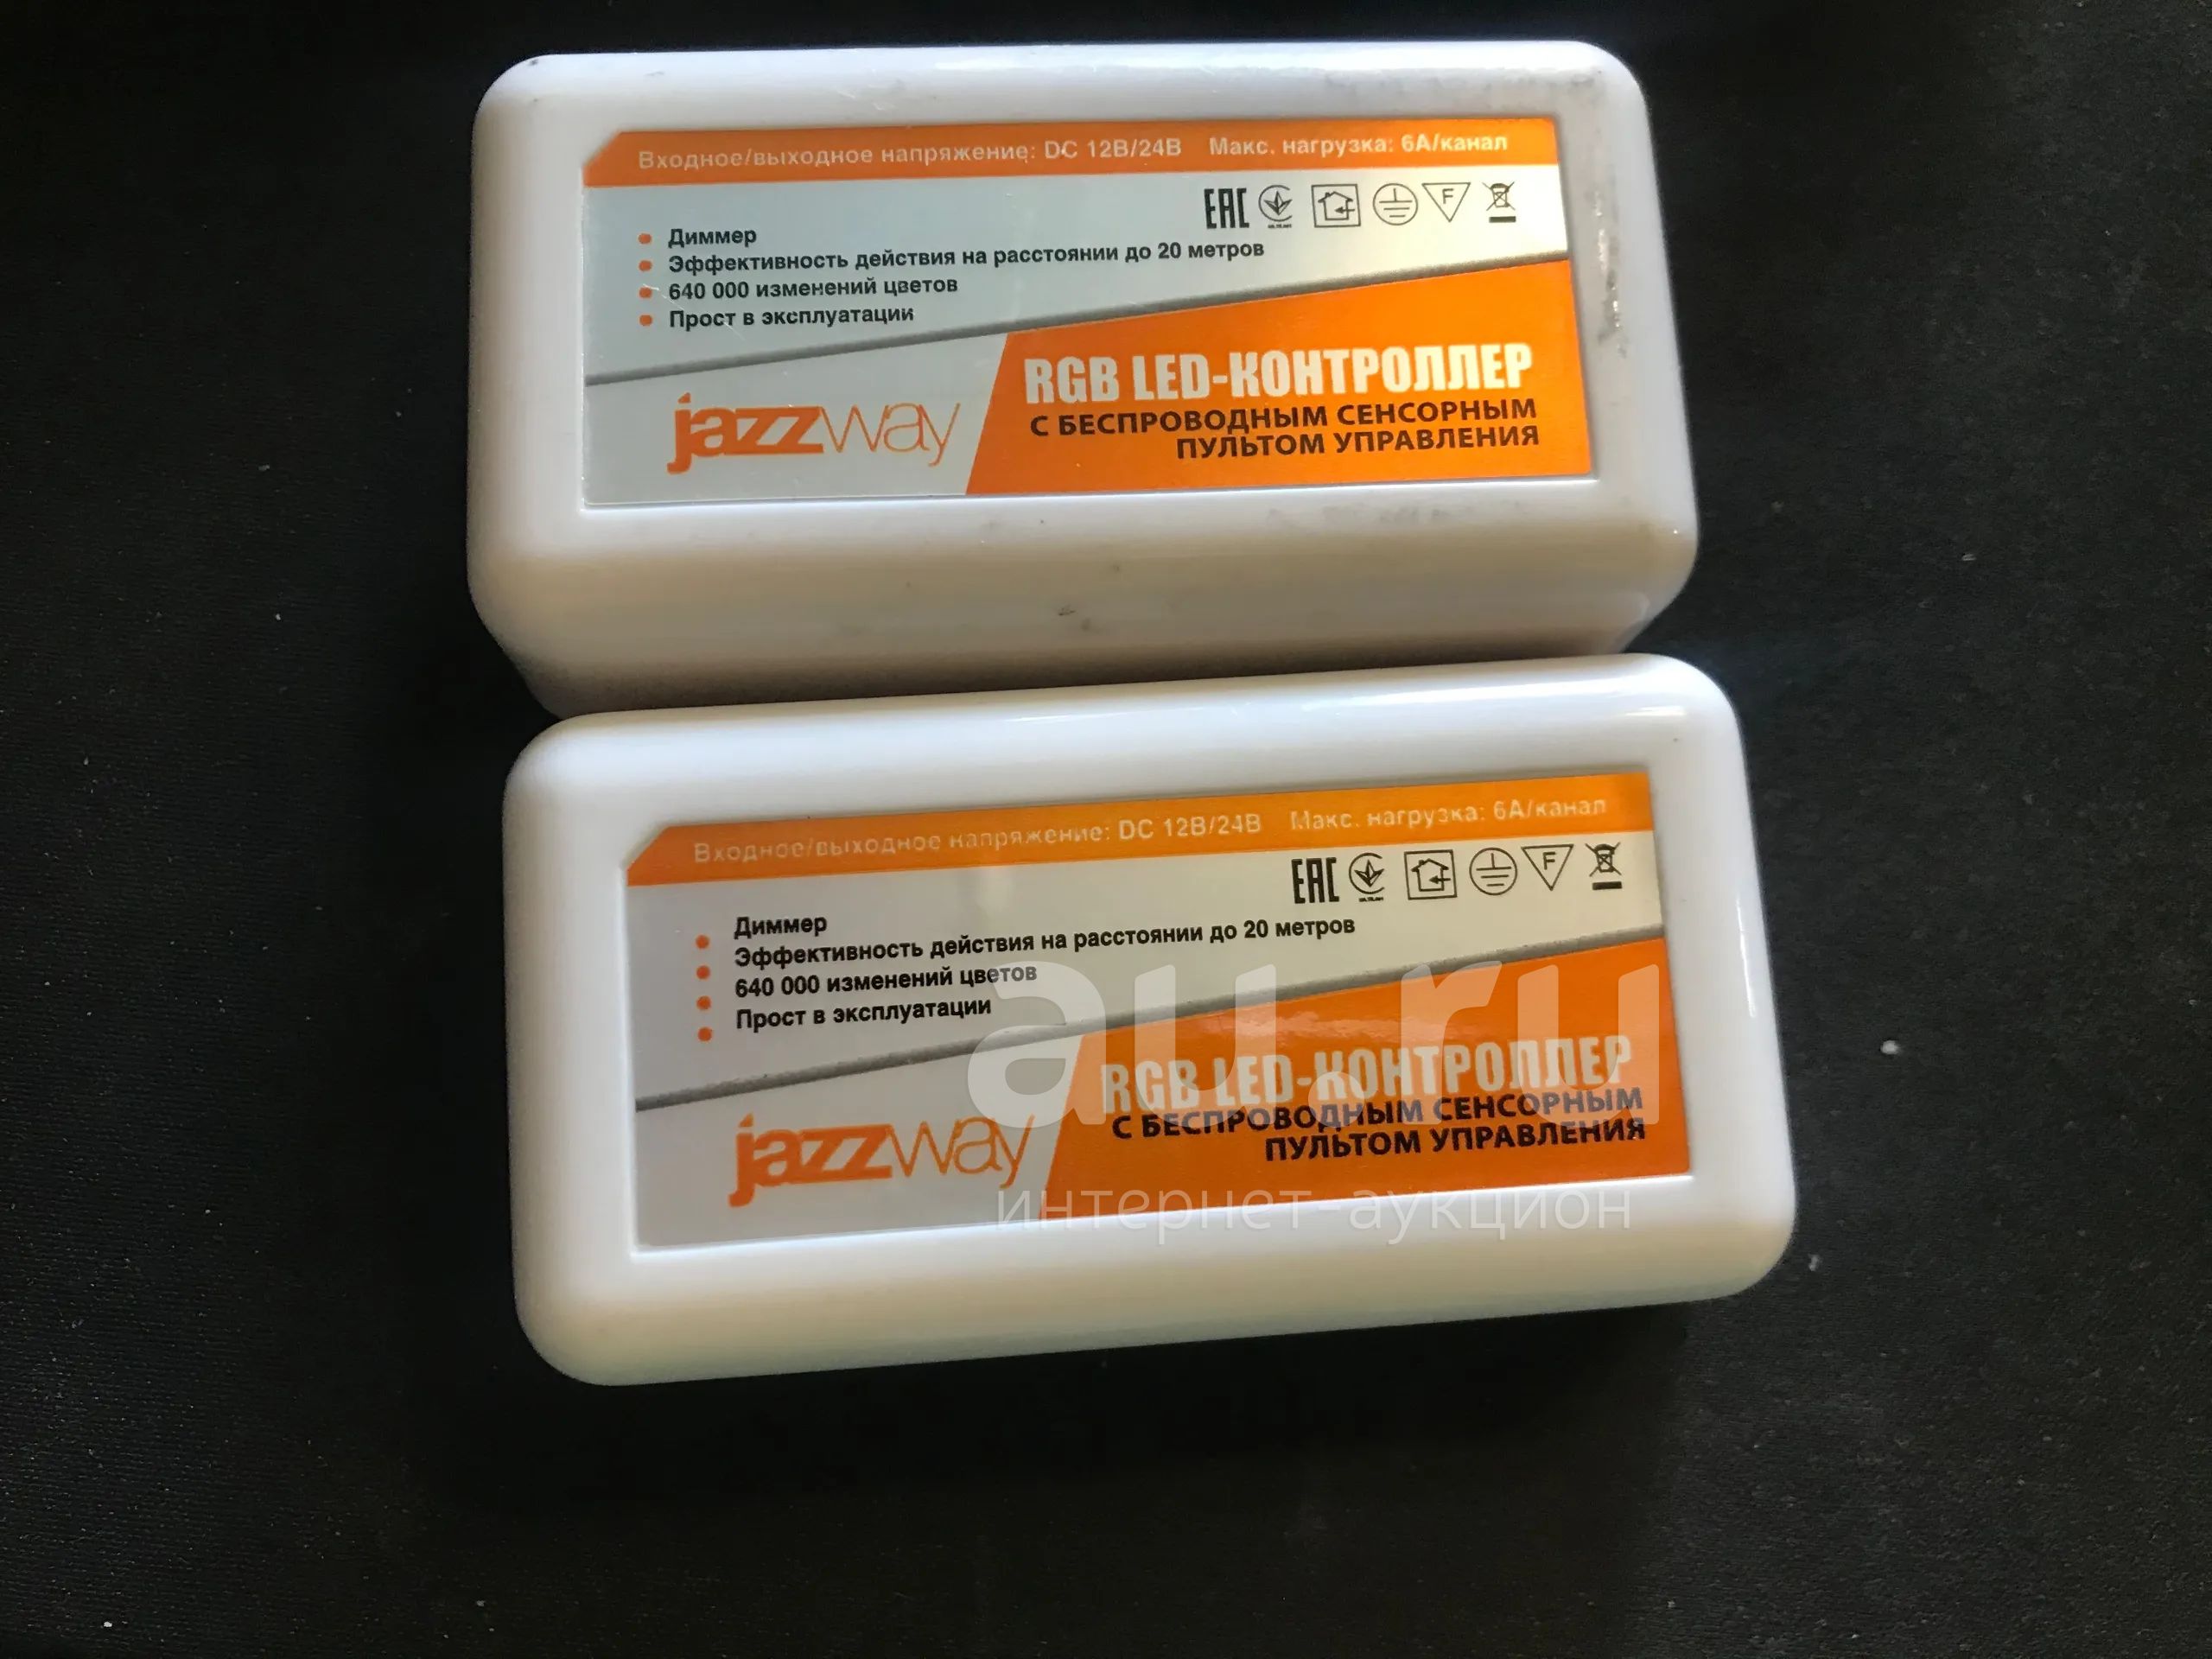 Входное/выходное напряжение: DC 12В/24В Макс. нагрузка: 6А/канал
EAC F
Диммер
Эффективность действия на расстоянии до 20 метров
640 000 изменений цветов
Прост в эксплуатации
RGB LED-КОНТРОЛЛЕР
С БЕСПРОВОДНЫМ СЕНСОРНЫМ
ПУЛЬТОМ УПРАВЛЕНИЯ
jazzway
Входное/выходное напряжение: DC 12В/24В Макс. нагрузка: 6А/канал
EAC F
Диммер
Эффективность действия на расстоянии до 20 метров
640 000 изменений цветов
Прост в эксплуатации
RGB LED-КОНТРОЛЛЕР
С БЕСПРОВОДНЫМ СЕНСОРНЫМ
ПУЛЬТОМ УПРАВЛЕНИЯ
jazzway
au.ru
интернет-аукцион